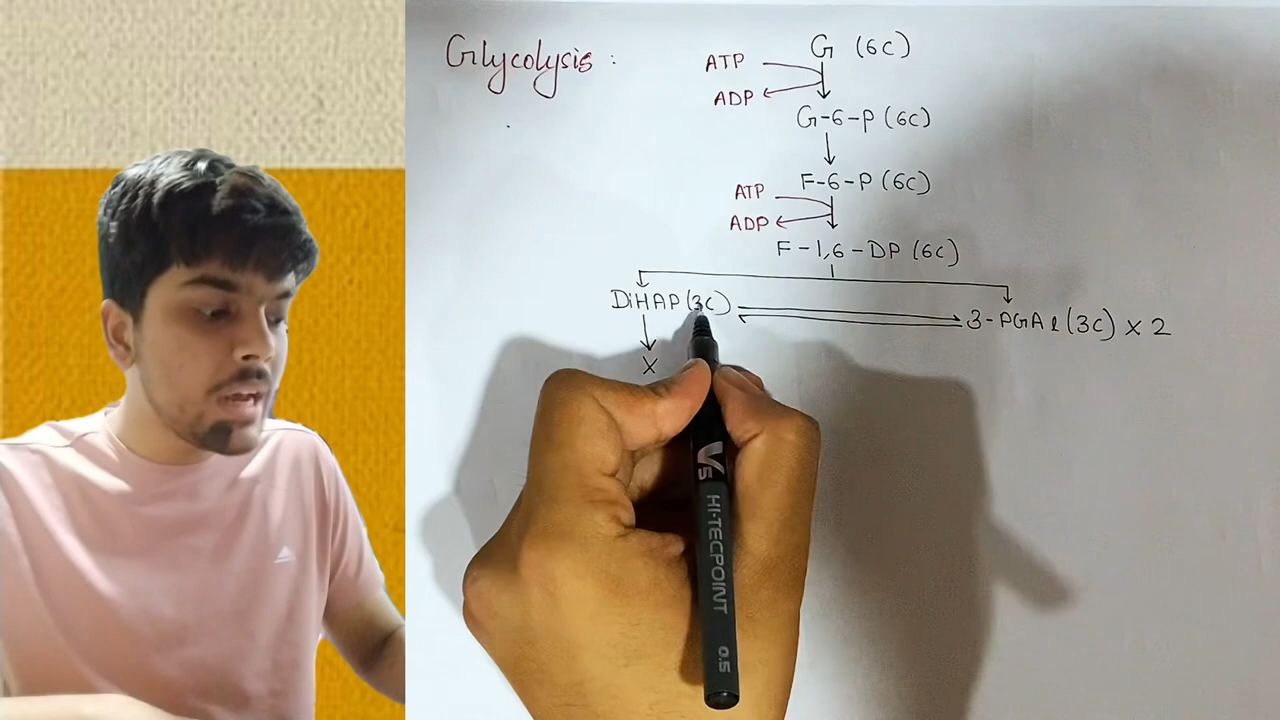 Glycolysis :
G (6C)
ATP
ADP
G-6-P (6C)
F-6-P (6C)
ATP
ADP
F-1,6-DP (6C)
DiHAP (3C)
3-PGAl (3C) x 2
X
V5 HI-TECPOINT 0.5